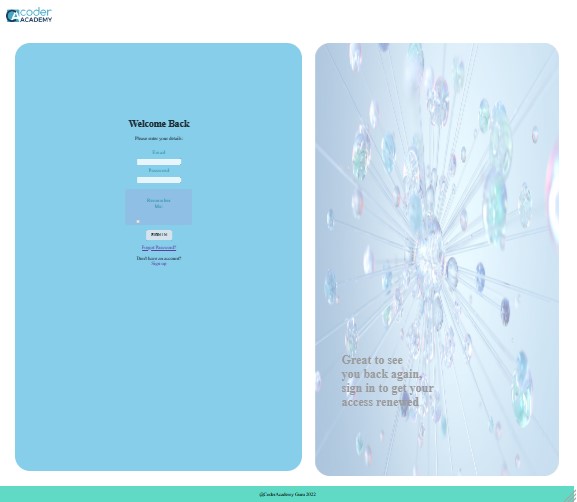 coder
ACADEMY
Welcome Back
Please enter your details:
Email
Password
Remember
Me:
SIGN IN
Forgot Password?
Don't have an account?
Sign up
Great to see
you back again,
sign in to get your
access renewed
@CoderAcademy Guru 2022